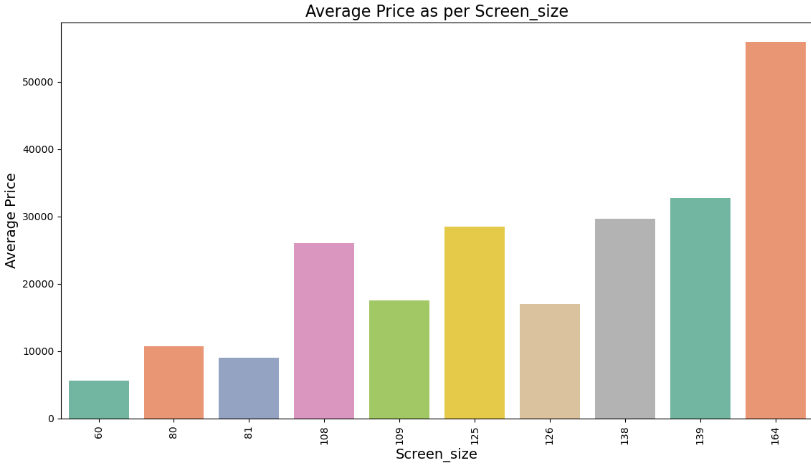 Average Price as per Screen_size
Average Price
50000
40000
30000
20000
10000
0
60 80 81 108 109 125 126 138 139 164
Screen_size